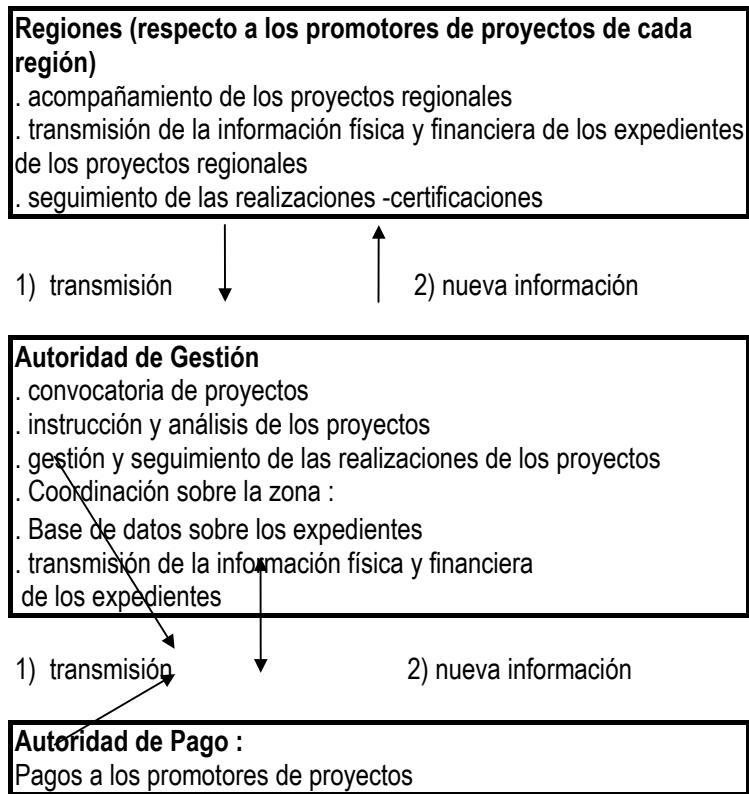 Regiones (respecto a los promotores de proyectos de cada
región)
. acompañamiento de los proyectos regionales
. transmisión de la información física y financiera de los expedientes
de los proyectos regionales
. seguimiento de las realizaciones -certificaciones
1) transmisión 2) nueva información
Autoridad de Gestión
. convocatoria de proyectos
. instrucción y análisis de los proyectos
. gestión y seguimiento de las realizaciones de los proyectos
. Coordinación sobre la zona :
. Base de datos sobre los expedientes
. transmisión de la información física y financiera
de los expedientes
1) transmisión 2) nueva información
Autoridad de Pago :
Pagos a los promotores de proyectos